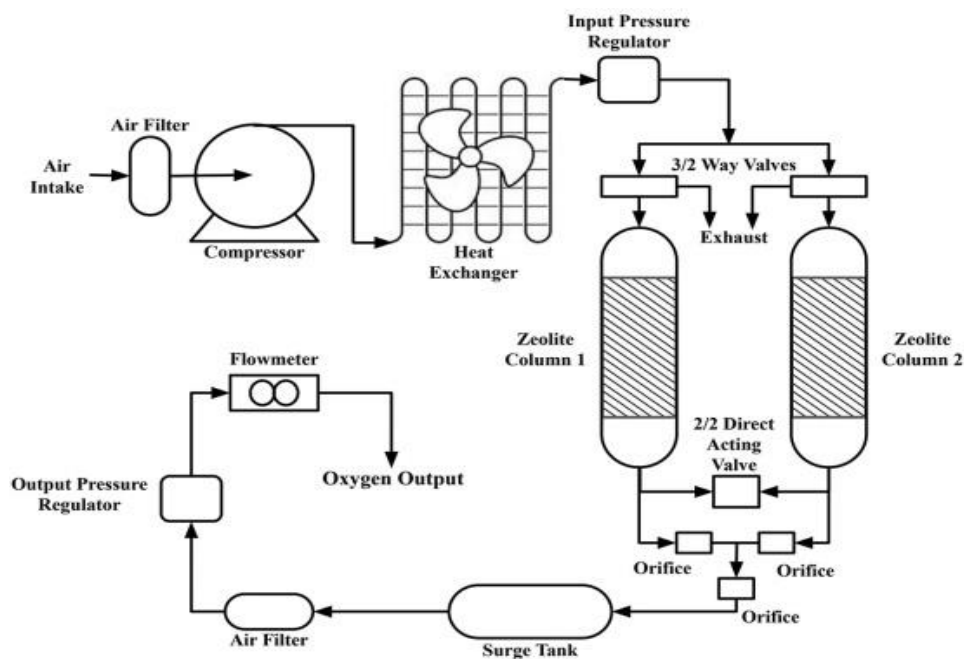 Input Pressure
Regulator
Air Filter
Air
Intake
3/2 Way Valves
Compressor
Heat
Exchanger
Exhaust
Zeolite
Column 1
Zeolite
Column 2
Flowmeter
2/2 Direct
Acting
Valve
Oxygen Output
Output Pressure
Regulator
Orifice
Orifice
Orifice
Air Filter
Surge Tank